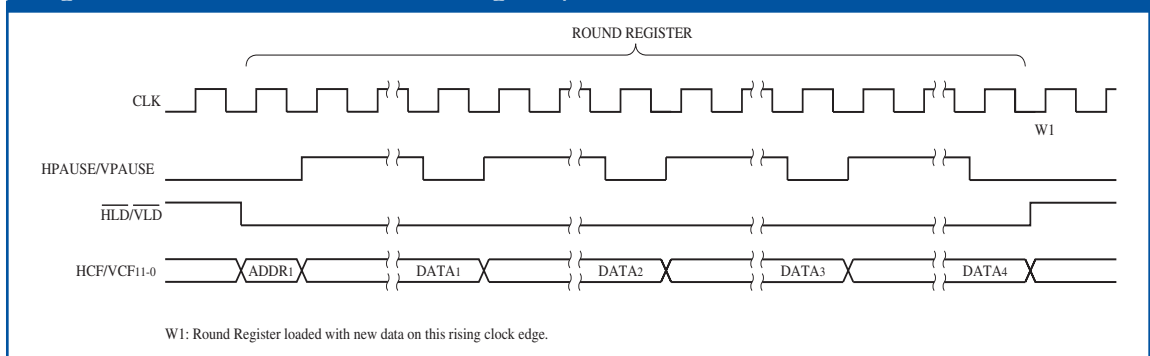 ROUND REGISTER
CLK
W1
HPAUSE/VPAUSE
HLD/VLD
HCF/VCF11-0
ADDR1
DATA1
DATA2
DATA3
DATA4
W1: Round Register loaded with new data on this rising clock edge.